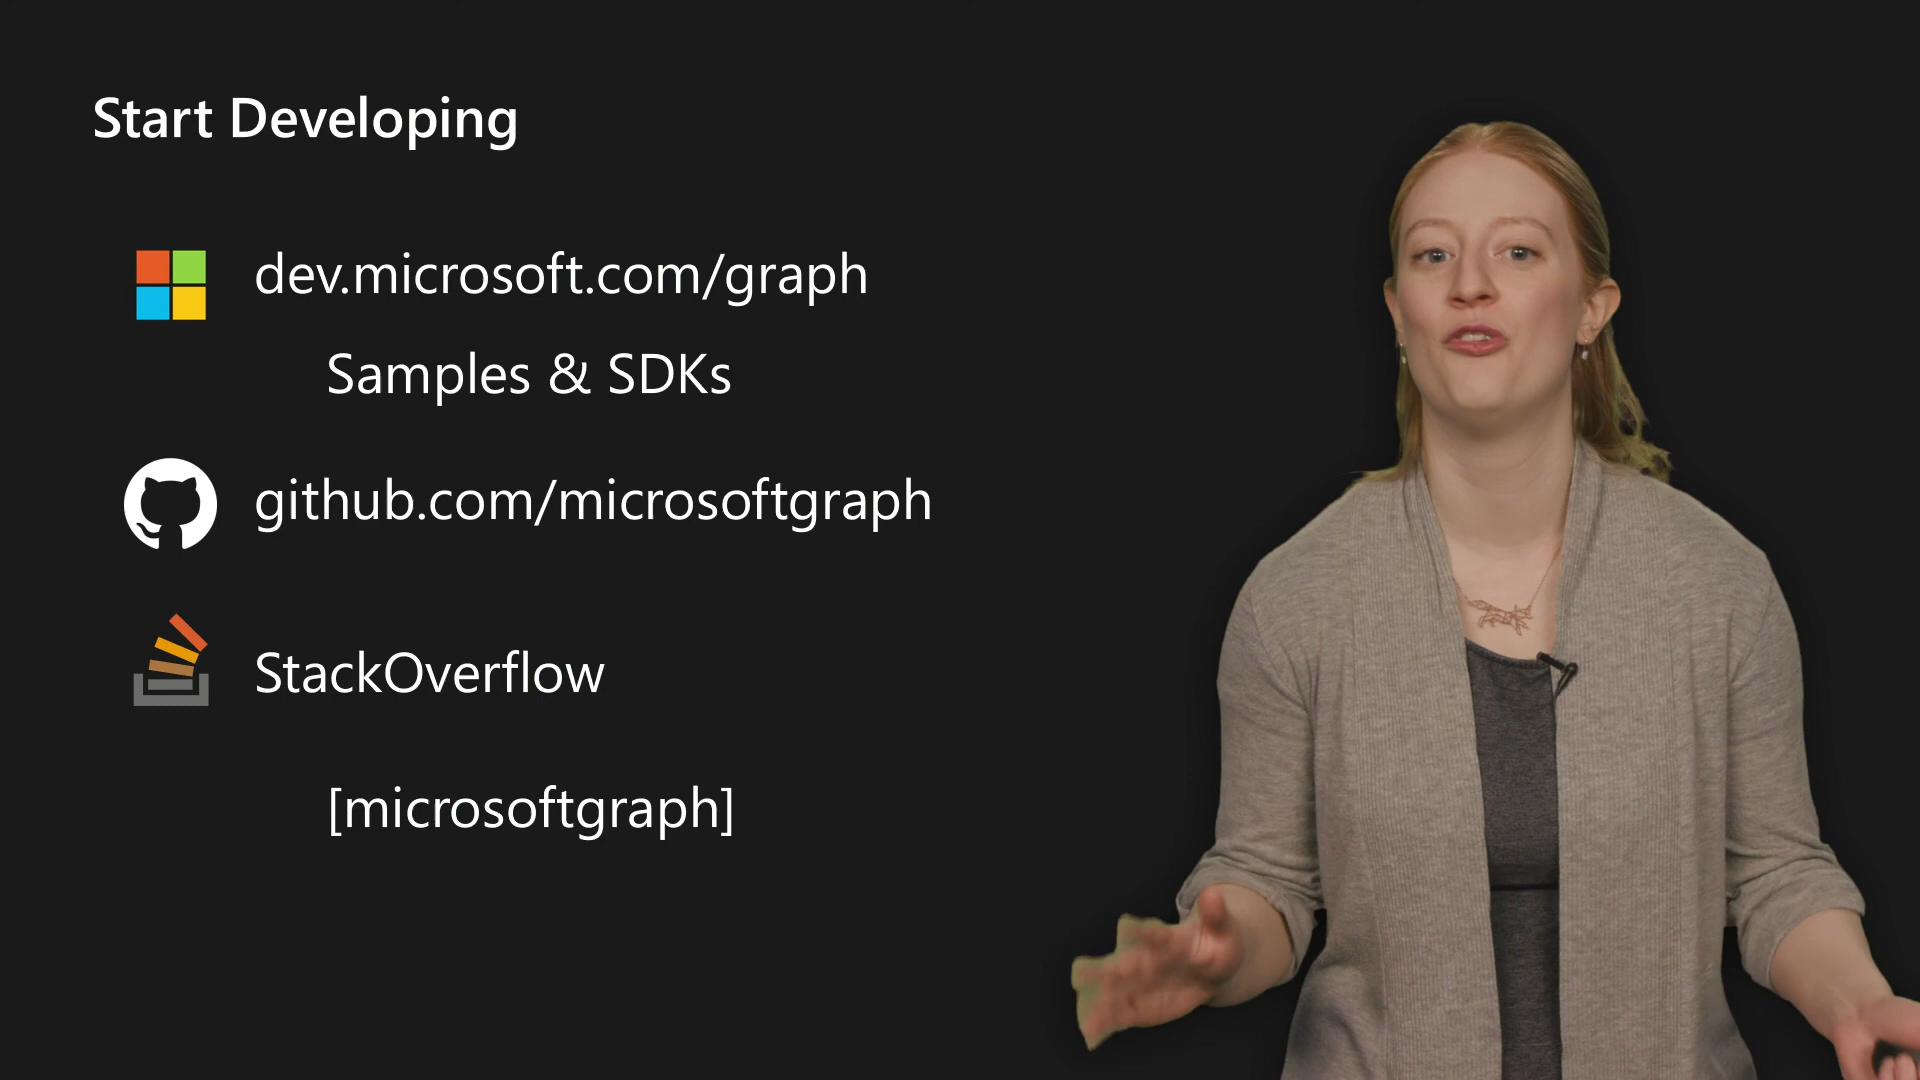 Start Developing
dev.microsoft.com/graph
Samples & SDKs
github.com/microsoftgraph
StackOverflow
[microsoftgraph]